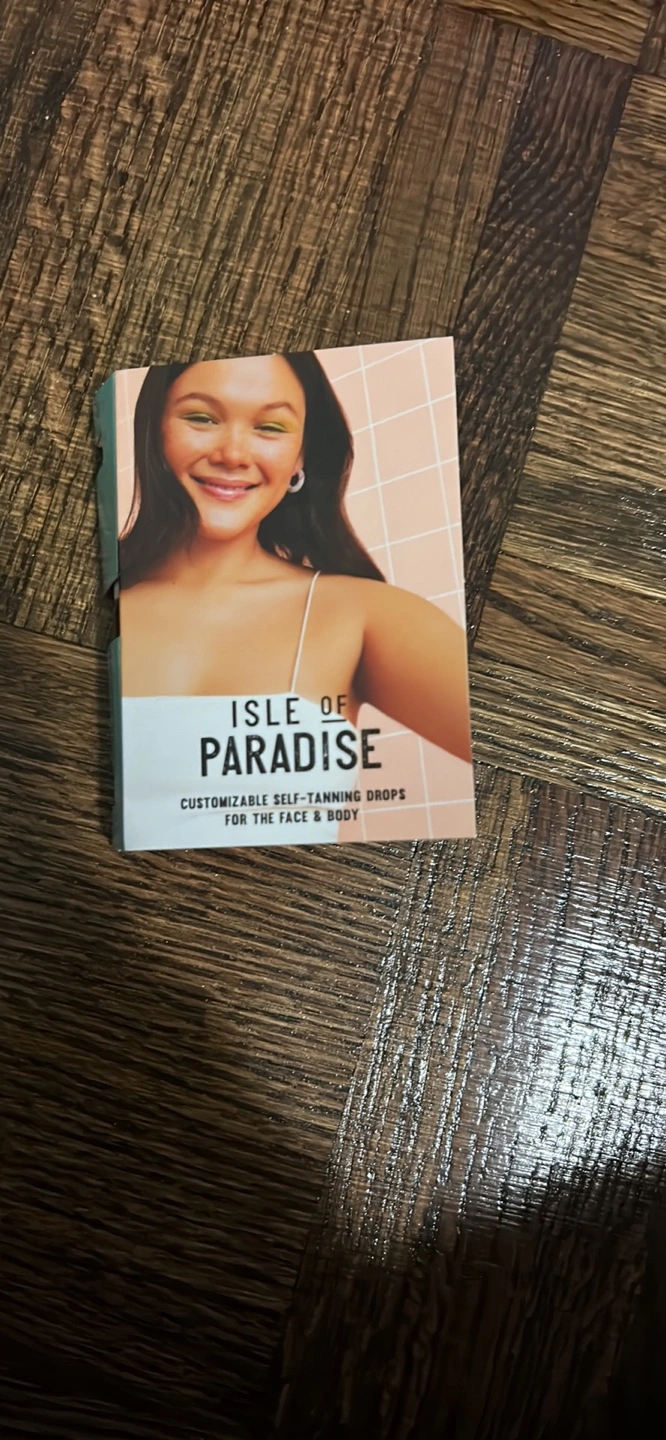 ISLE OF
PARADISE
CUSTOMIZABLE SELF-TANNING DROPS
FOR THE FACE & BODY